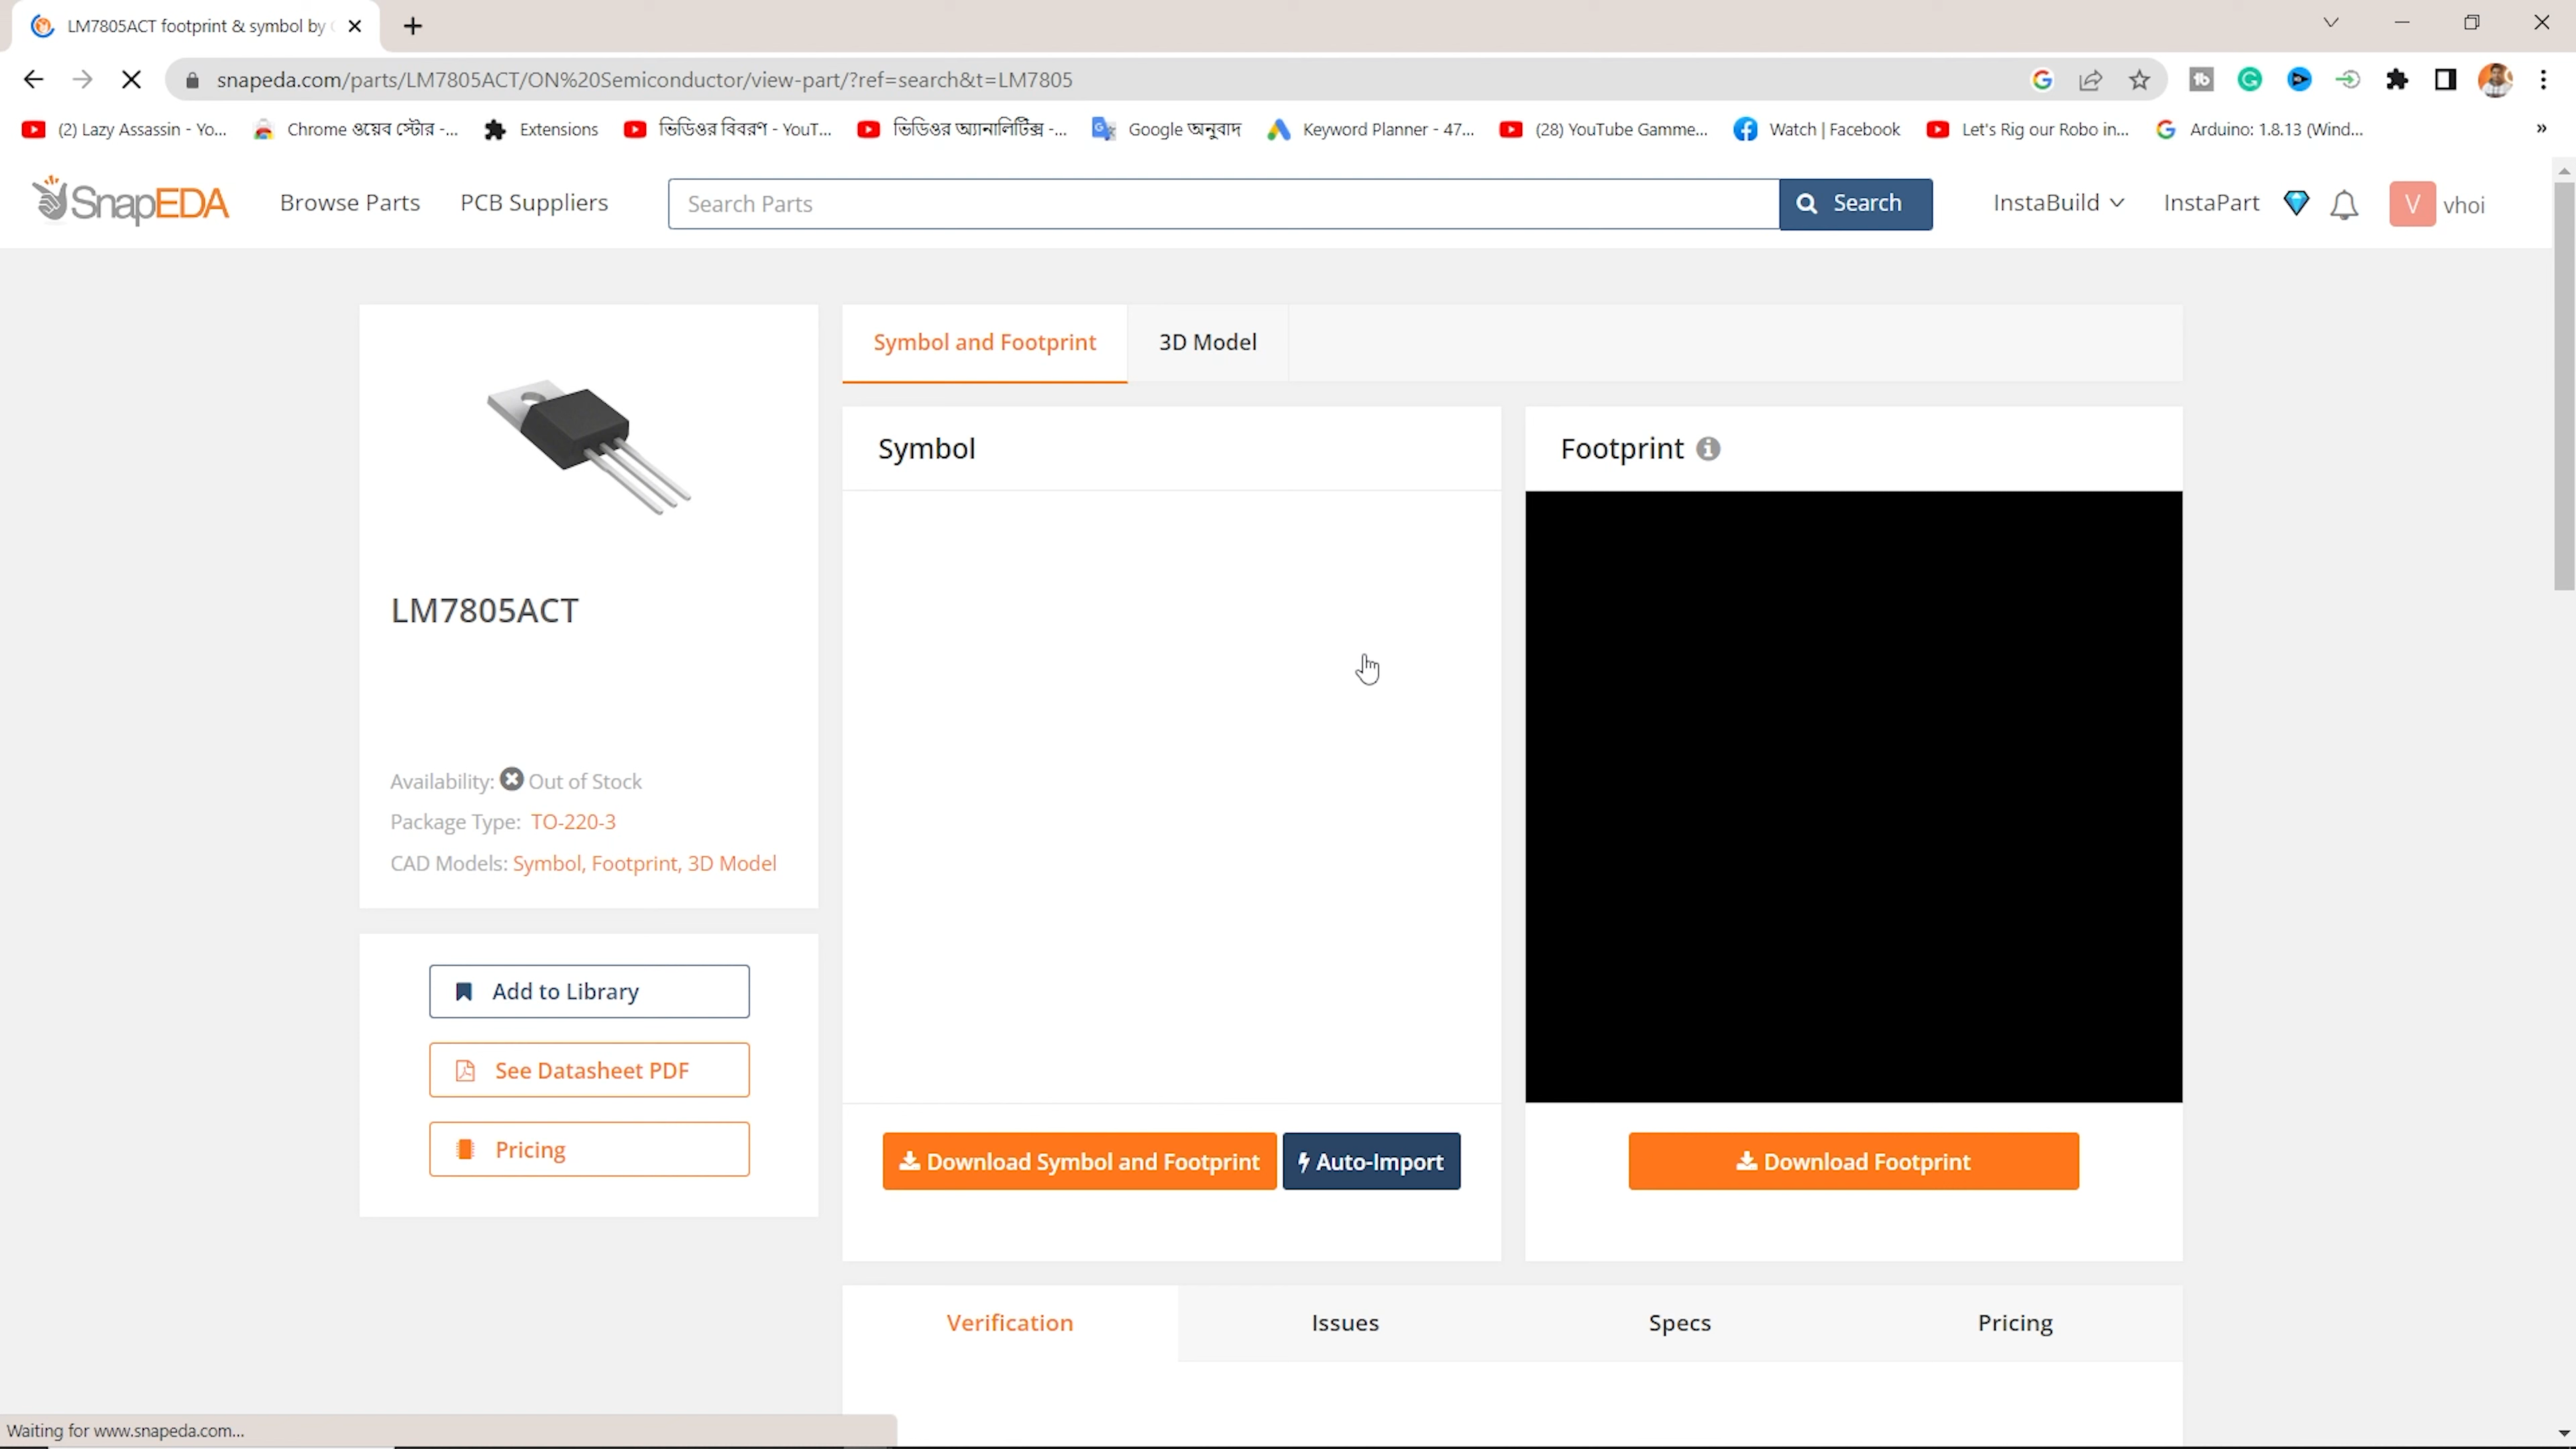 LM7805ACT footprint & symbol by
snapeda.com/parts/LM7805ACT/ON%20Semiconductor/view-part/?ref=search&t=LM7805
(2) Lazy Assassin - Yo...
Chrome ওয়েব স্টোর -...
Extensions
ভিডিওর বিবরণ - YouT...
ভিডিওর অ্যানালিটিক্স -...
Google অনুবাদ
Keyword Planner - 47...
(28) YouTube Gamme...
Watch | Facebook
Let's Rig our Robo in...
Arduino: 1.8.13 (Wind...
»
SnapEDA
Browse Parts
PCB Suppliers
Search Parts
Search
InstaBuild
InstaPart
V
vhoi
Symbol and Footprint
3D Model
Symbol
Footprint
LM7805ACT
Availability: Out of Stock
Package Type: TO-220-3
CAD Models: Symbol, Footprint, 3D Model
Add to Library
See Datasheet PDF
Pricing
Download Symbol and Footprint
Auto-Import
Download Footprint
Verification
Issues
Specs
Pricing
Waiting for www.snapeda.com...